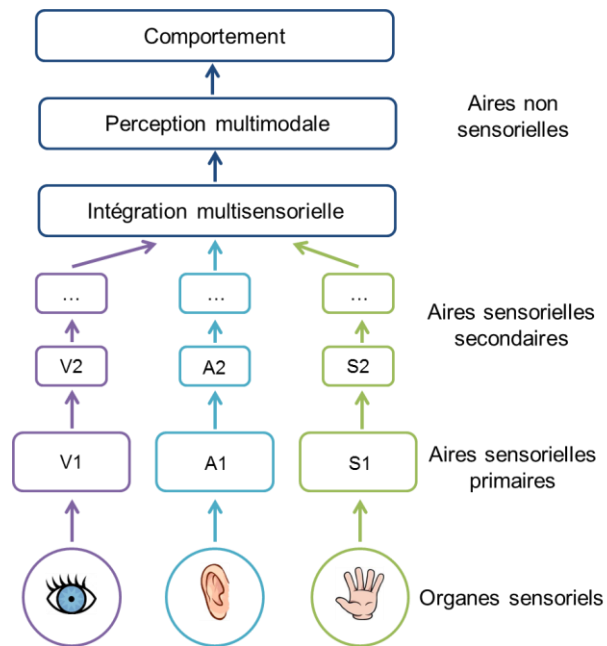 Comportement
Perception multimodale
Aires non
sensorielles
Intégration multisensorielle
... ... ...
Aires sensorielles
secondaires
V2 A2 S2
V1 A1 S1
Aires sensorielles
primaires
Organes sensoriels